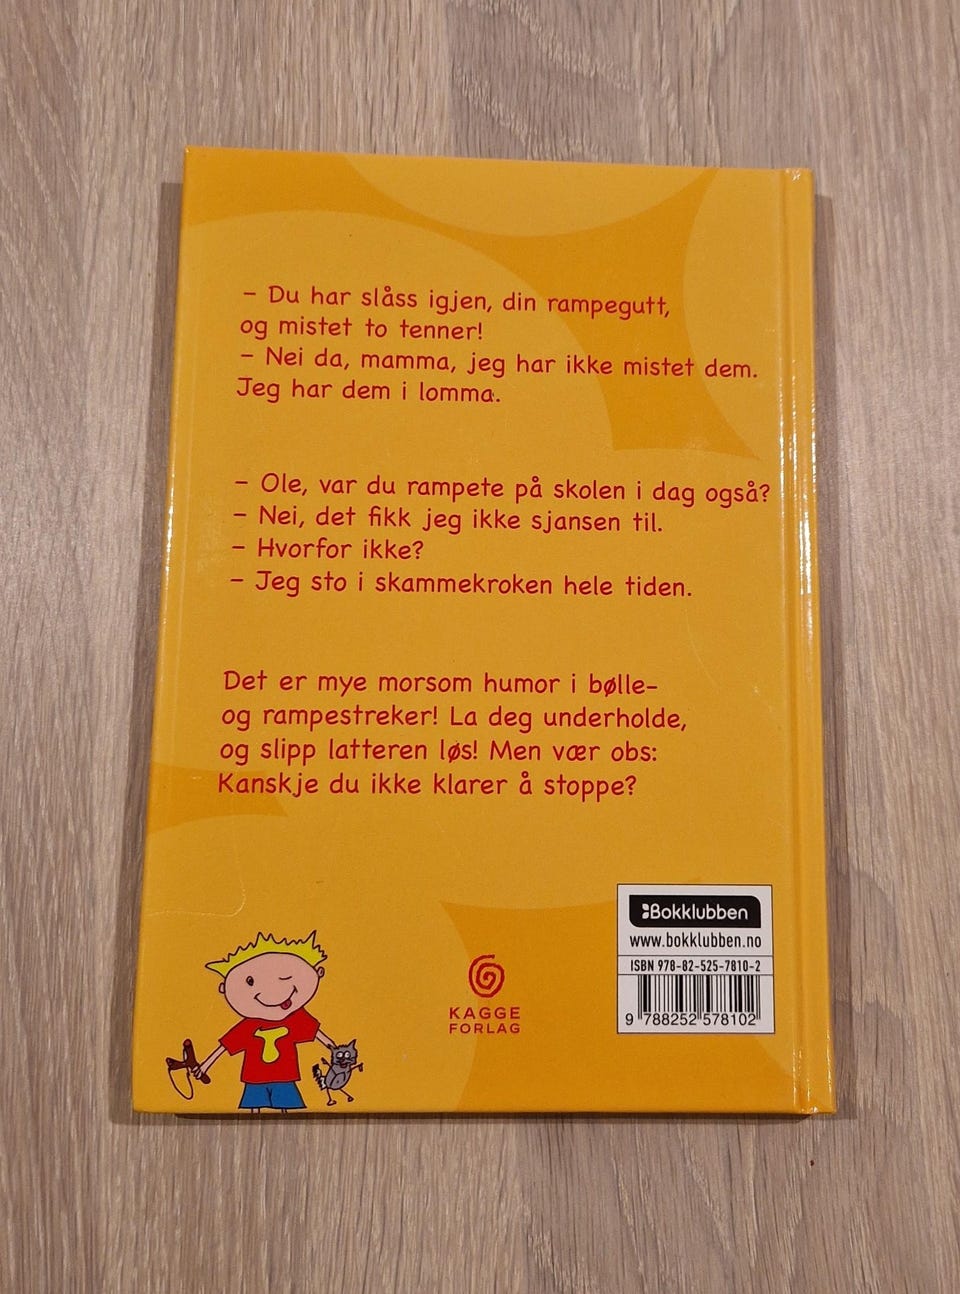 – Du har slåss igjen, din rampegutt,
og mistet to tenner!
– Nei da, mamma, jeg har ikke mistet dem.
Jeg har dem i lomma.
– Ole, var du rampete på skolen i dag også?
– Nei, det fikk jeg ikke sjansen til.
– Hvorfor ikke?
– Jeg sto i skammekroken hele tiden.
Det er mye morsom humor i bølle-
og rampestreker! La deg underholde,
og slipp latteren løs! Men vær obs:
Kanskje du ikke klarer å stoppe?
Bokklubben
www.bokklubben.no
ISBN 978-82-525-7810-2
9 788252 578102
KAGGE
FORLAG
T